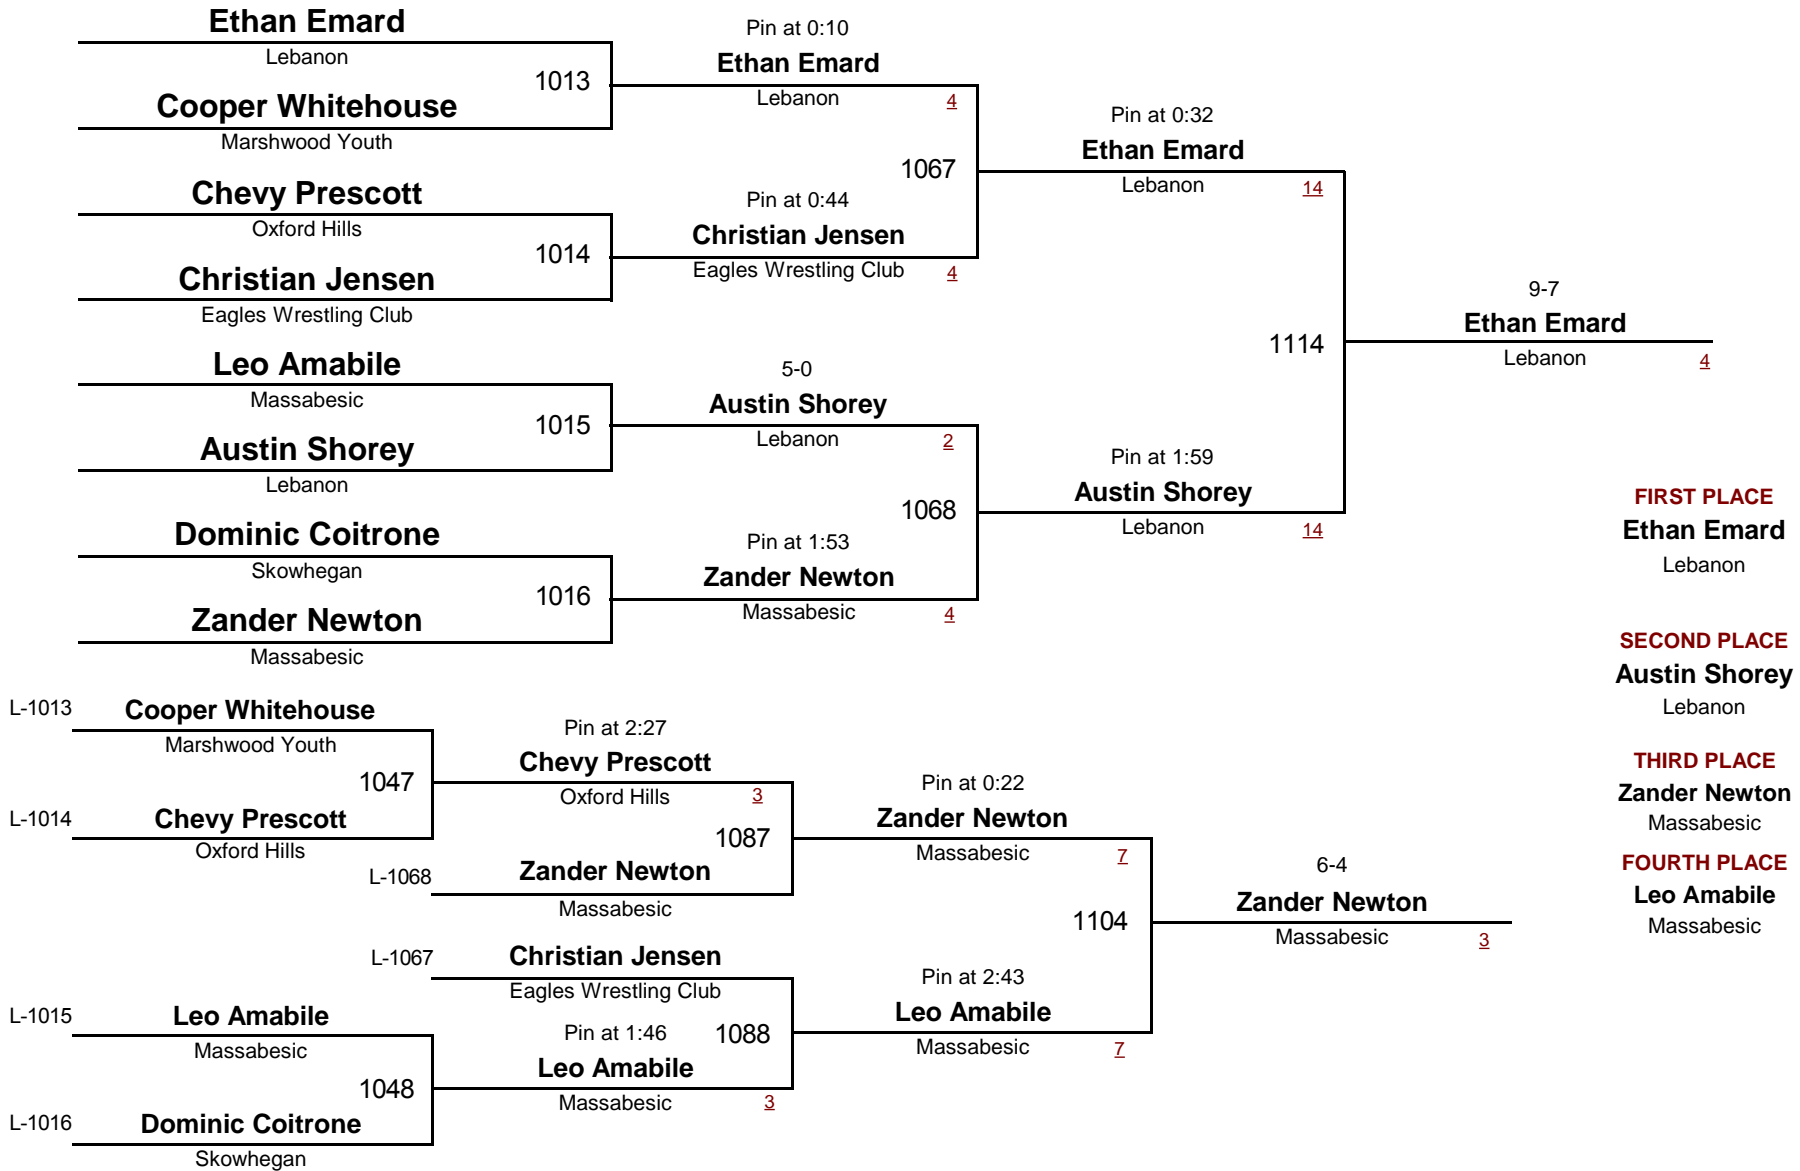 Ethan Emard
Lebanon
1013
Cooper Whitehouse
Marshwood Youth
Chevy Prescott
Oxford Hills
1014
Christian Jensen
Eagles Wrestling Club
Leo Amabile
Massabesic
1015
Austin Shorey
Lebanon
Dominic Coitrone
Skowhegan
1016
Zander Newton
Massabesic
Pin at 0:10
Ethan Emard
Lebanon 4
1067
Pin at 0:44
Christian Jensen
Eagles Wrestling Club 4
5-0
Austin Shorey
Lebanon 2
1068
Pin at 1:53
Zander Newton
Massabesic 4
Pin at 0:32
Ethan Emard
Lebanon 14
1114
Pin at 1:59
Austin Shorey
Lebanon 14
9-7
Ethan Emard
Lebanon 4
FIRST PLACE
Ethan Emard
Lebanon
SECOND PLACE
Austin Shorey
Lebanon
THIRD PLACE
Zander Newton
Massabesic
FOURTH PLACE
Leo Amabile
Massabesic
L-1013 Cooper Whitehouse
Marshwood Youth
1047
L-1014 Chevy Prescott
Oxford Hills
Pin at 2:27
Chevy Prescott
Oxford Hills 3
1087
L-1068 Zander Newton
Massabesic
L-1067 Christian Jensen
Eagles Wrestling Club
1088
L-1015 Leo Amabile
Massabesic
1048
L-1016 Dominic Coitrone
Skowhegan
Pin at 1:46
Leo Amabile
Massabesic 3
Pin at 0:22
Zander Newton
Massabesic 7
1104
Pin at 2:43
Leo Amabile
Massabesic 7
6-4
Zander Newton
Massabesic 3